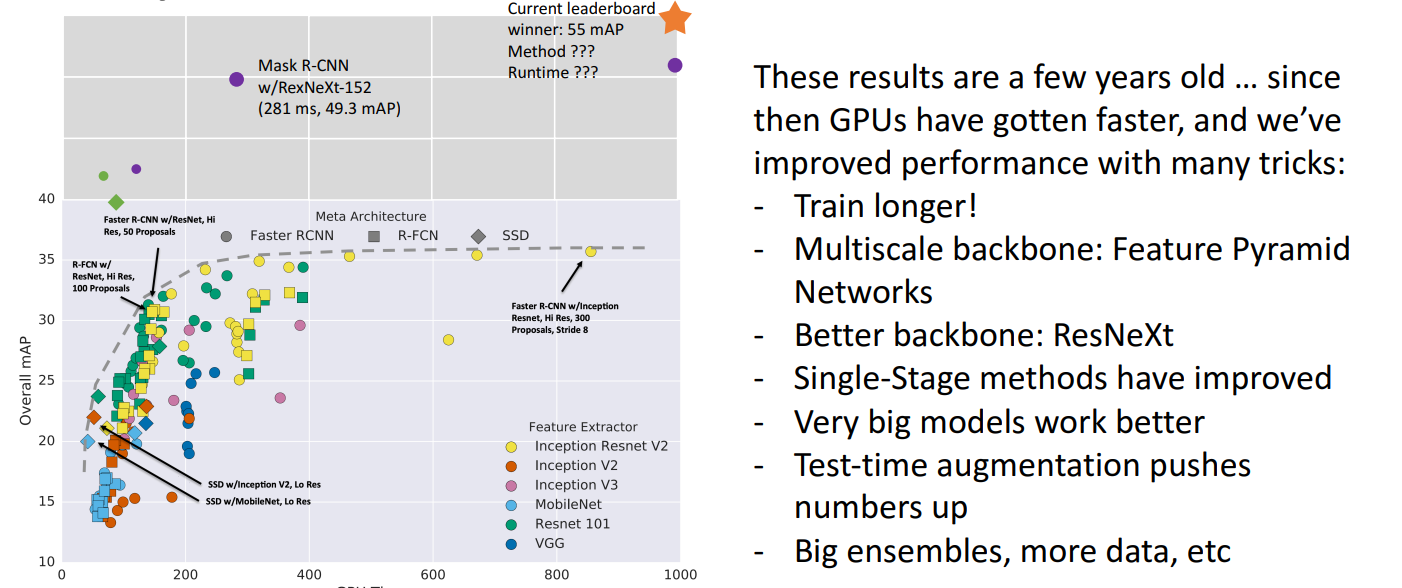 Current leaderboard
winner: 55 mAP
Method ???
Runtime ???
Mask R-CNN
w/RexNeXt-152
(281 ms, 49.3 mAP)
40
35
30
25
20
15
10
Overall mAP
Meta Architecture
Faster RCNN
R-FCN
SSD
Faster R-CNN w/ResNet, Hi
Res, 50 Proposals
R-FCN w/
ResNet, Hi Res,
100 Proposals
Faster R-CNN w/Inception
Resnet, Hi Res, 300
Proposals, Stride 8
SSD w/Inception V2, Lo Res
SSD w/MobileNet, Lo Res
Feature Extractor
Inception Resnet V2
Inception V2
Inception V3
MobileNet
Resnet 101
VGG
0 200 400 600 800 1000
These results are a few years old … since
then GPUs have gotten faster, and we’ve
improved performance with many tricks:
- Train longer!
- Multiscale backbone: Feature Pyramid
Networks
- Better backbone: ResNeXt
- Single-Stage methods have improved
- Very big models work better
- Test-time augmentation pushes
numbers up
- Big ensembles, more data, etc